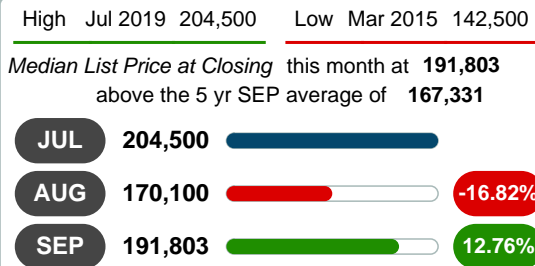 High Jul 2019 204,500 Low Mar 2015 142,500
Median List Price at Closing this month at 191,803
above the 5 yr SEP average of 167,331
JUL 204,500
AUG 170,100 -16.82%
SEP 191,803 12.76%